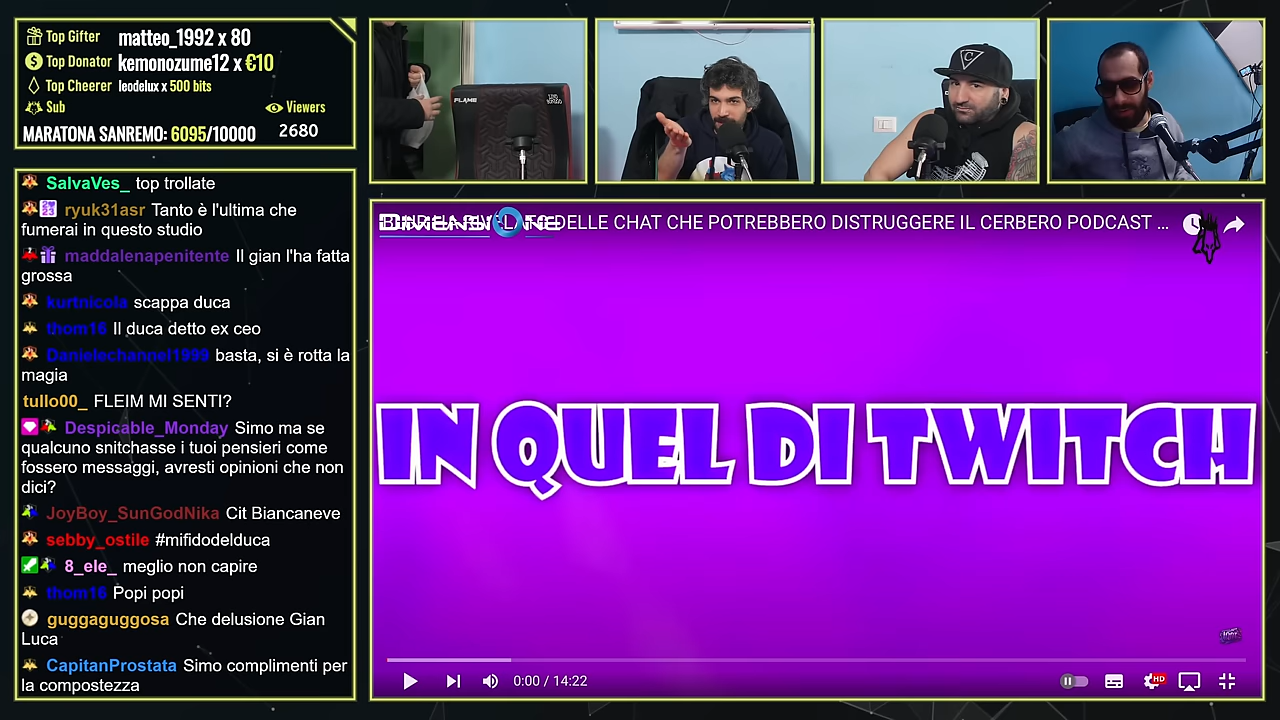 Top Gifter matteo_1992 x 80
Top Donator kemonozume12 x €10
Top Cheerer leodelux x 500 bits
Sub Viewers
MARATONA SANREMO: 6095/10000 2680
SalvaVes_ top trollate
ryuk31asr Tanto è l'ultima che
fumerai in questo studio
maddalenapenitente Il gian l'ha fatta
grossa
kurtnicola scappa duca
thom16 Il duca detto ex ceo
Danielechannel1999 basta, si è rotta la
magia
tullo00_ FLEIM MI SENTI?
Despicable_Monday Simo ma se
qualcuno snitchasse i tuoi pensieri come
fossero messaggi, avresti opinioni che non
dici?
JoyBoy_SunGodNika Cit Biancaneve
sebby_ostile #mifidodelduca
8_ele_ meglio non capire
thom16 Popi popi
guggaguggosa Che delusione Gian
Luca
CapitanProstata Simo complimenti per
la compostezza
FLAME
DELLE CHAT CHE POTREBBERO DISTRUGGERE IL CERBERO PODCAST ...
IN QUEL DI TWITCH
0:00 / 14:22
HD